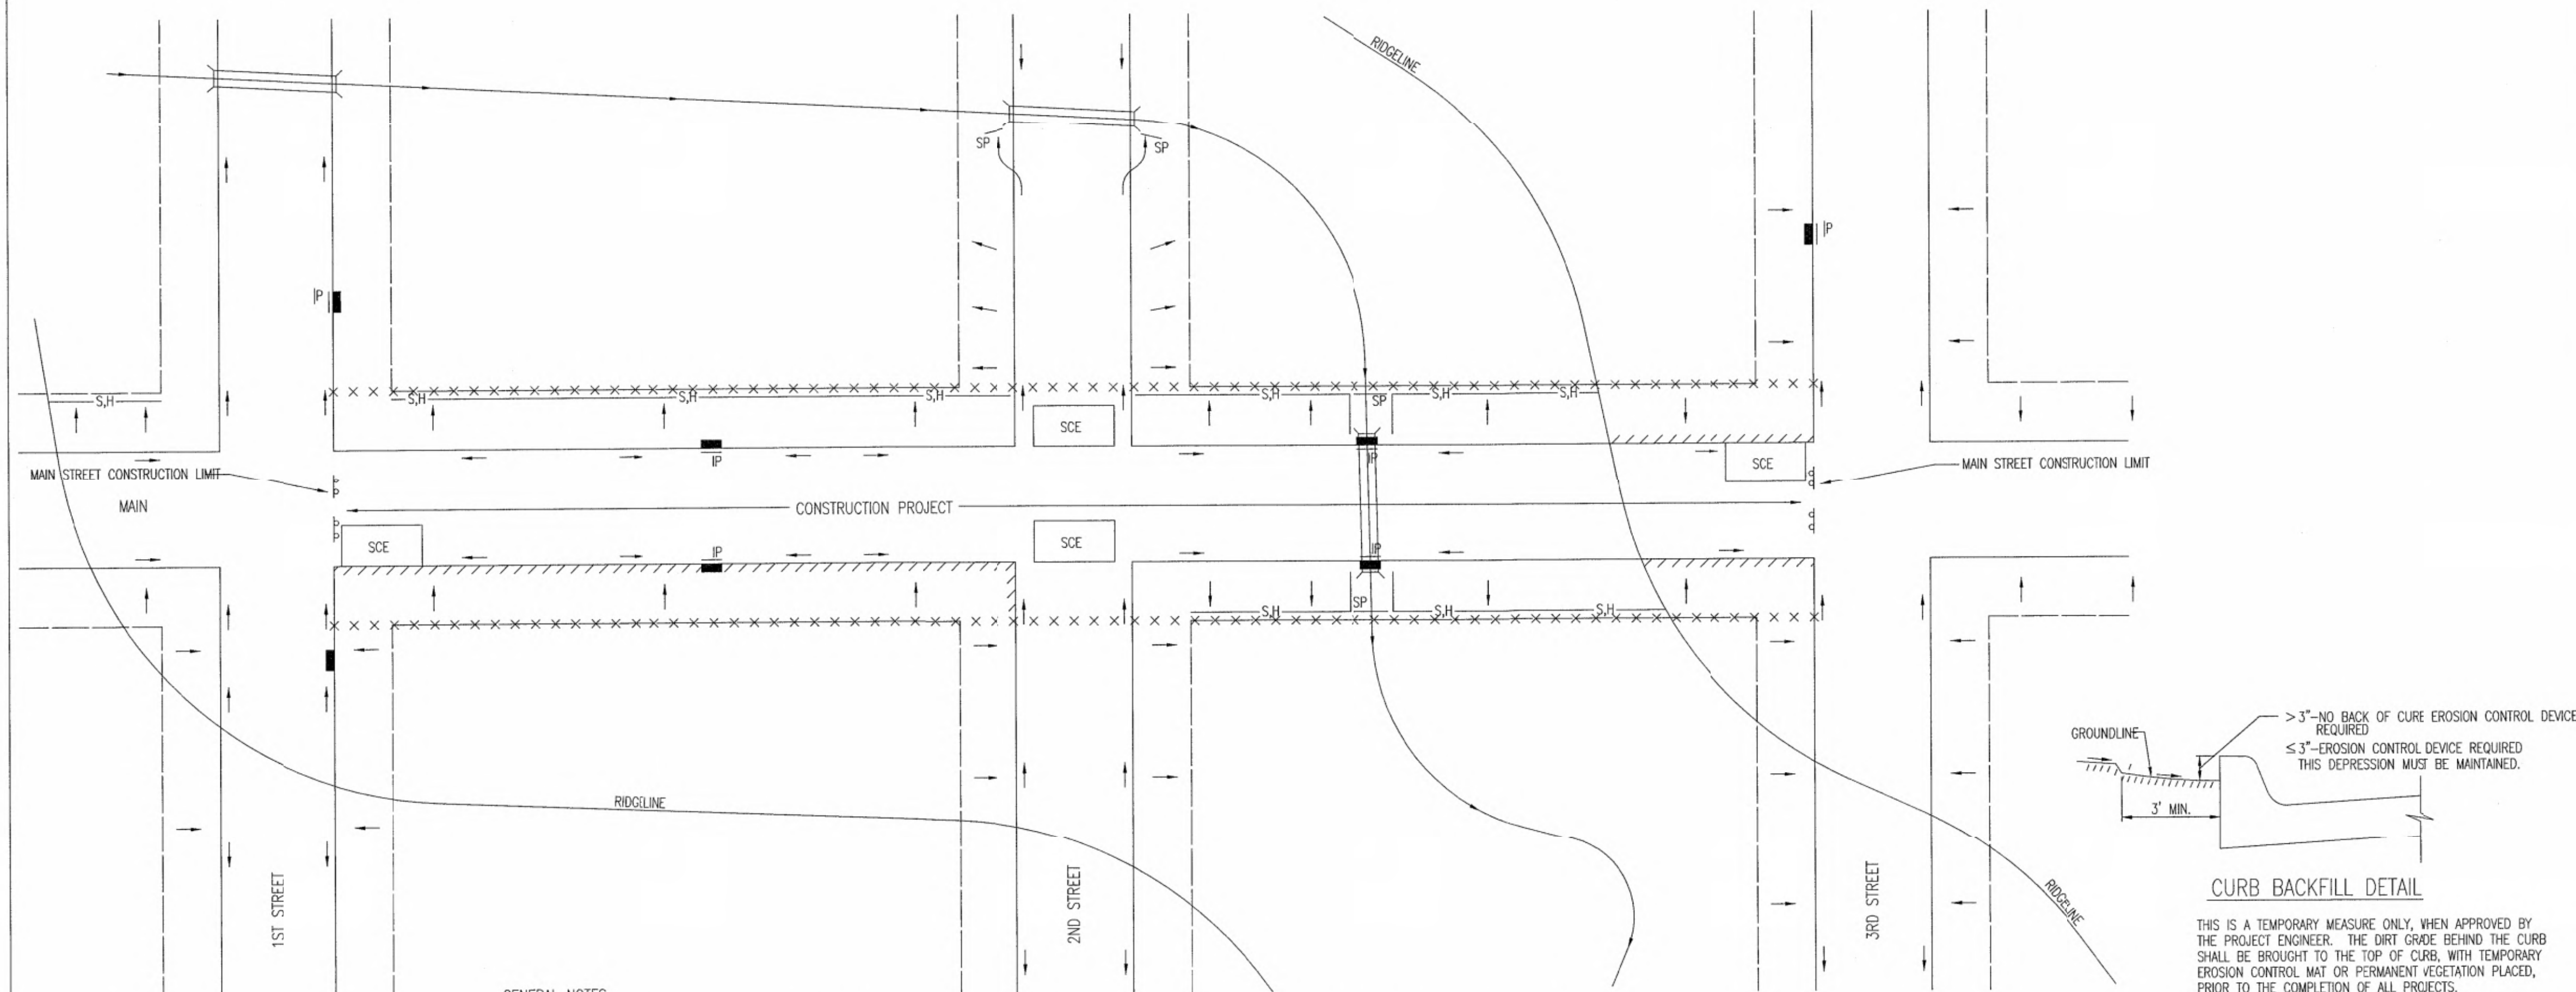 RIDGELINE
SP
SP
IP
IP
S,H
S,H
S,H
S,H
S,H
SP
S,H
S,H
SCE
MAIN STREET CONSTRUCTION LIMIT
IP
IP
SCE
MAIN STREET CONSTRUCTION LIMIT
MAIN
CONSTRUCTION PROJECT
SCE
IP
SCE
IP
S,H
SP
S,H
S,H
RIDGELINE
1ST STREET
2ND STREET
3RD STREET
RIDGELINE
GROUNDLINE
>3"-NO BACK OF CURE EROSION CONTROL DEVICE
REQUIRED
≤3"-EROSION CONTROL DEVICE REQUIRED
THIS DEPRESSION MUST BE MAINTAINED.
3' MIN.
CURB BACKFILL DETAIL
THIS IS A TEMPORARY MEASURE ONLY, WHEN APPROVED BY
THE PROJECT ENGINEER. THE DIRT GRADE BEHIND THE CURB
SHALL BE BROUGHT TO THE TOP OF CURB, WITH TEMPORARY
EROSION CONTROL MAT OR PERMANENT VEGETATION PLACED,
PRIOR TO THE COMPLETION OF ALL PROJECTS.
GENERAL NOTES